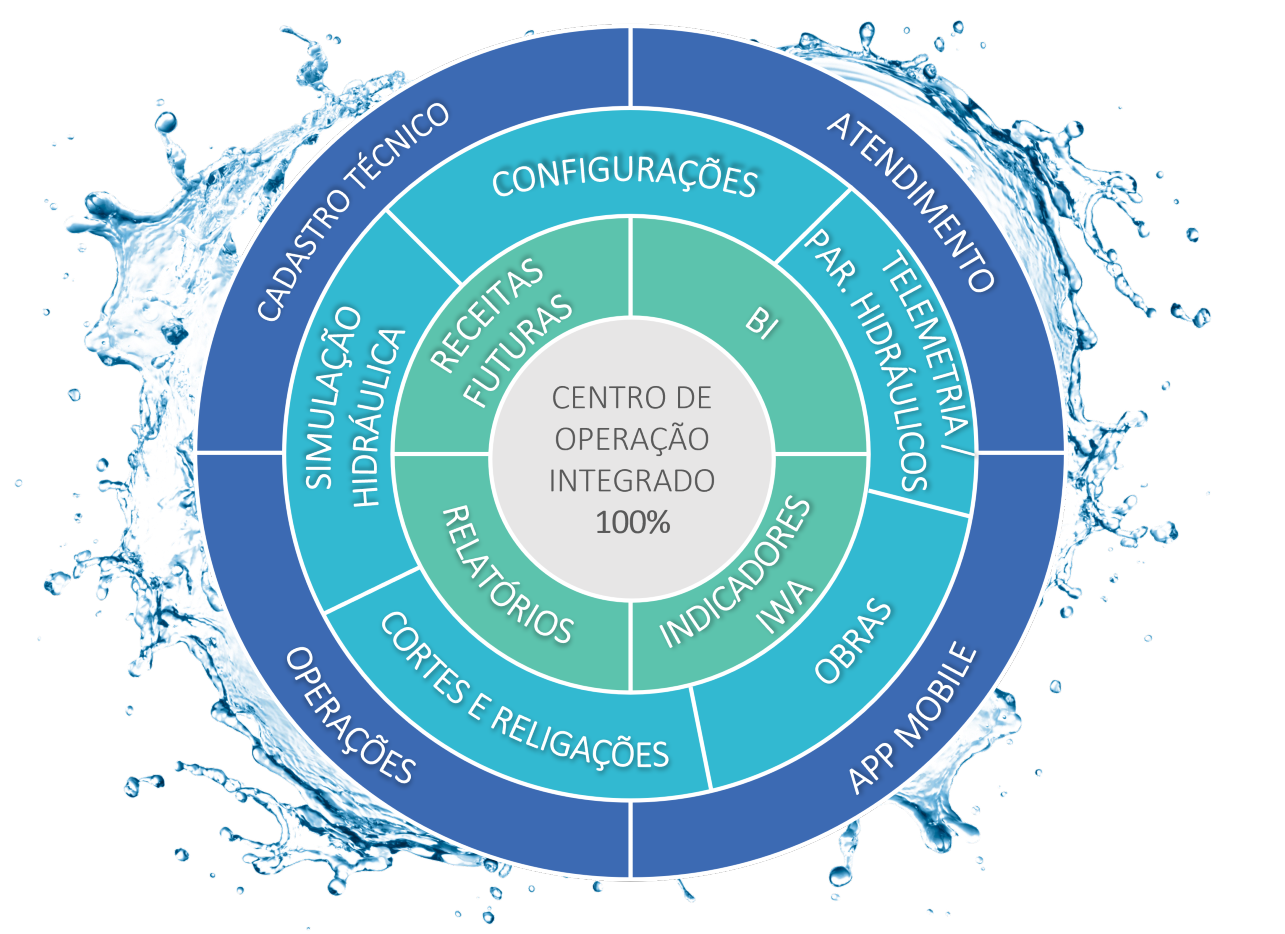 CADASTRO TÉCNICO
ATENDIMENTO
CONFIGURAÇÕES
TELEMETRIA /
PAR. HIDRÁULICOS
SIMULAÇÃO
HIDRÁULICA
RECEITAS
FUTURAS
BI
CENTRO DE
OPERAÇÃO
INTEGRADO
100%
RELATÓRIOS
INDICADORES
IWA
CORTES E RELIGAÇÕES
OBRAS
OPERAÇÕES
APP MOBILE